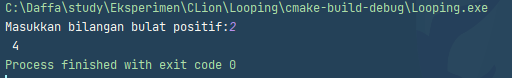 C:\Daffa\study\Eksperimen\CLion\Looping\cmake-build-debug\Looping.exe
Masukkan bilangan bulat positif:2
 4
Process finished with exit code 0